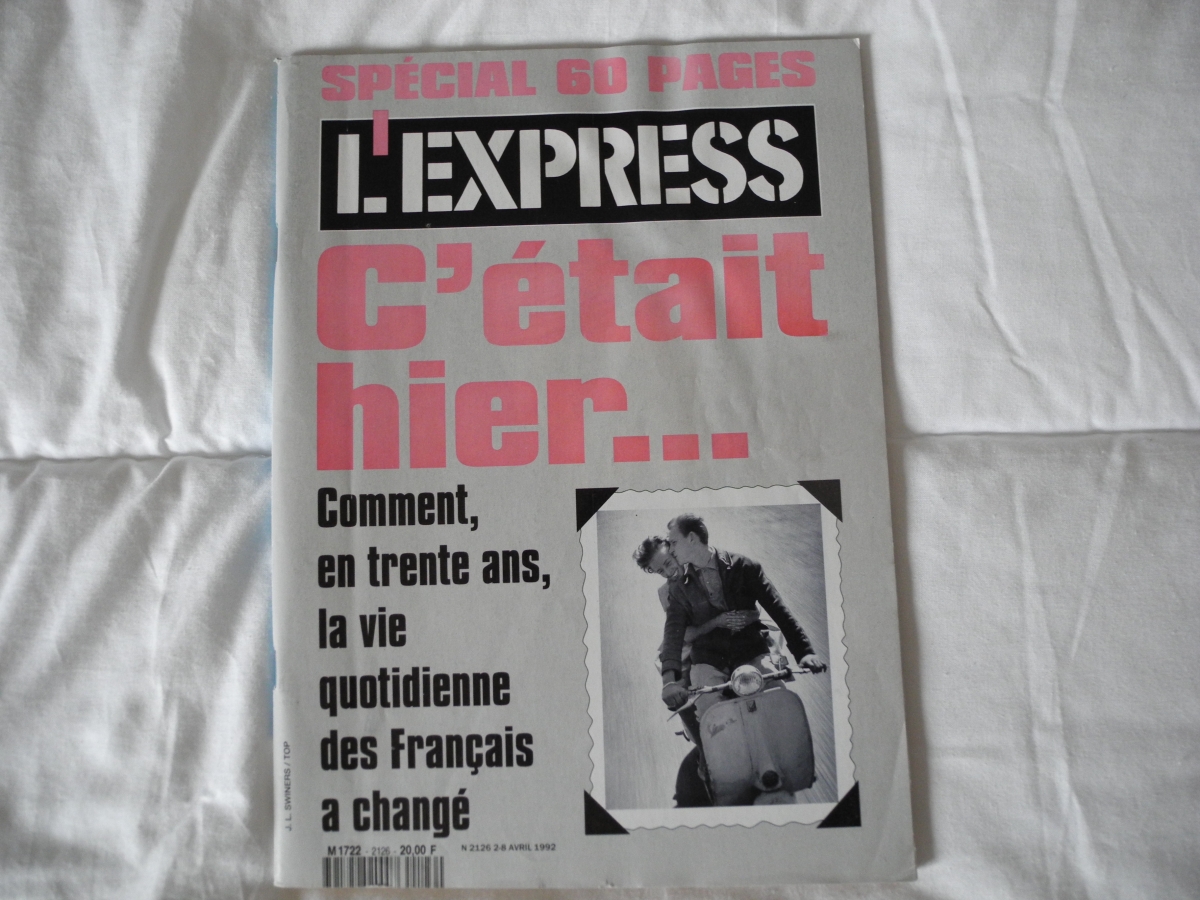 SPÉCIAL 60 PAGES
L'EXPRESS
C'était
hier...
Comment,
en trente ans,
la vie
quotidienne
des Français
a changé
J. L. SWINERS / TOP
M 1722 - 2126 - 20,00 F
N 2126 2-8 AVRIL 1992